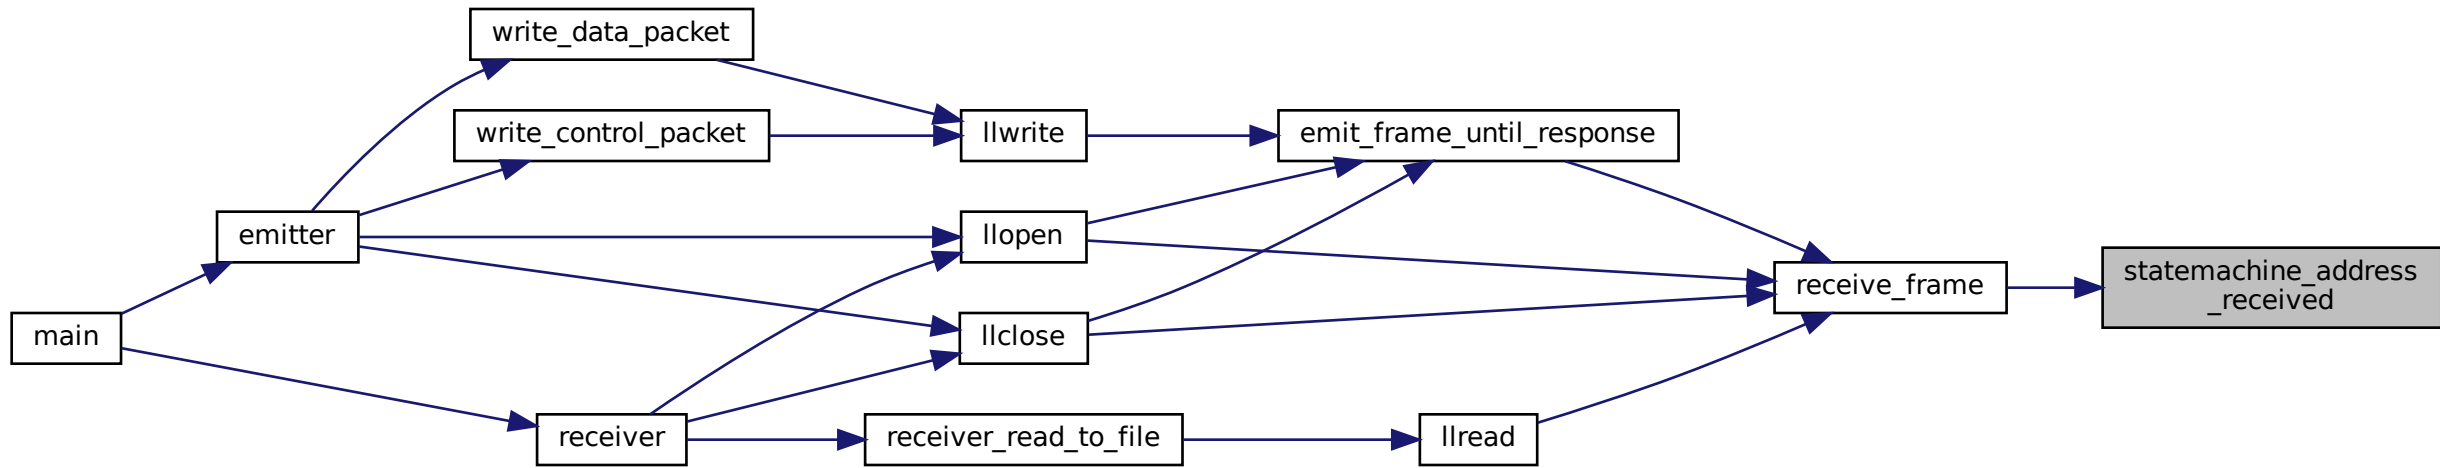 write_data_packet
write_control_packet
llwrite
emit_frame_until_response
emitter
llopen
statemachine_address
_received
receive_frame
main
llclose
receiver
receiver_read_to_file
llread